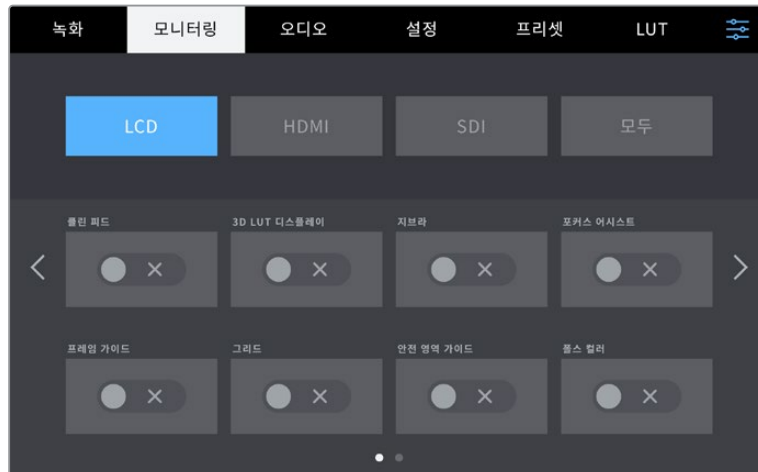 녹화 모니터링 오디오 설정 프리셋 LUT
LCD HDMI SDI 모두
클린 피드 3D LUT 디스플레이 지브라 포커스 어시스트
프레임 가이드 그리드 안전 영역 가이드 폴스 컬러